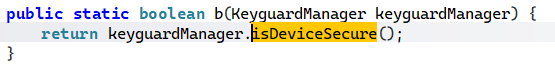 public static boolean b(KeyguardManager keyguardManager) {
return keyguardManager.isDeviceSecure();
}